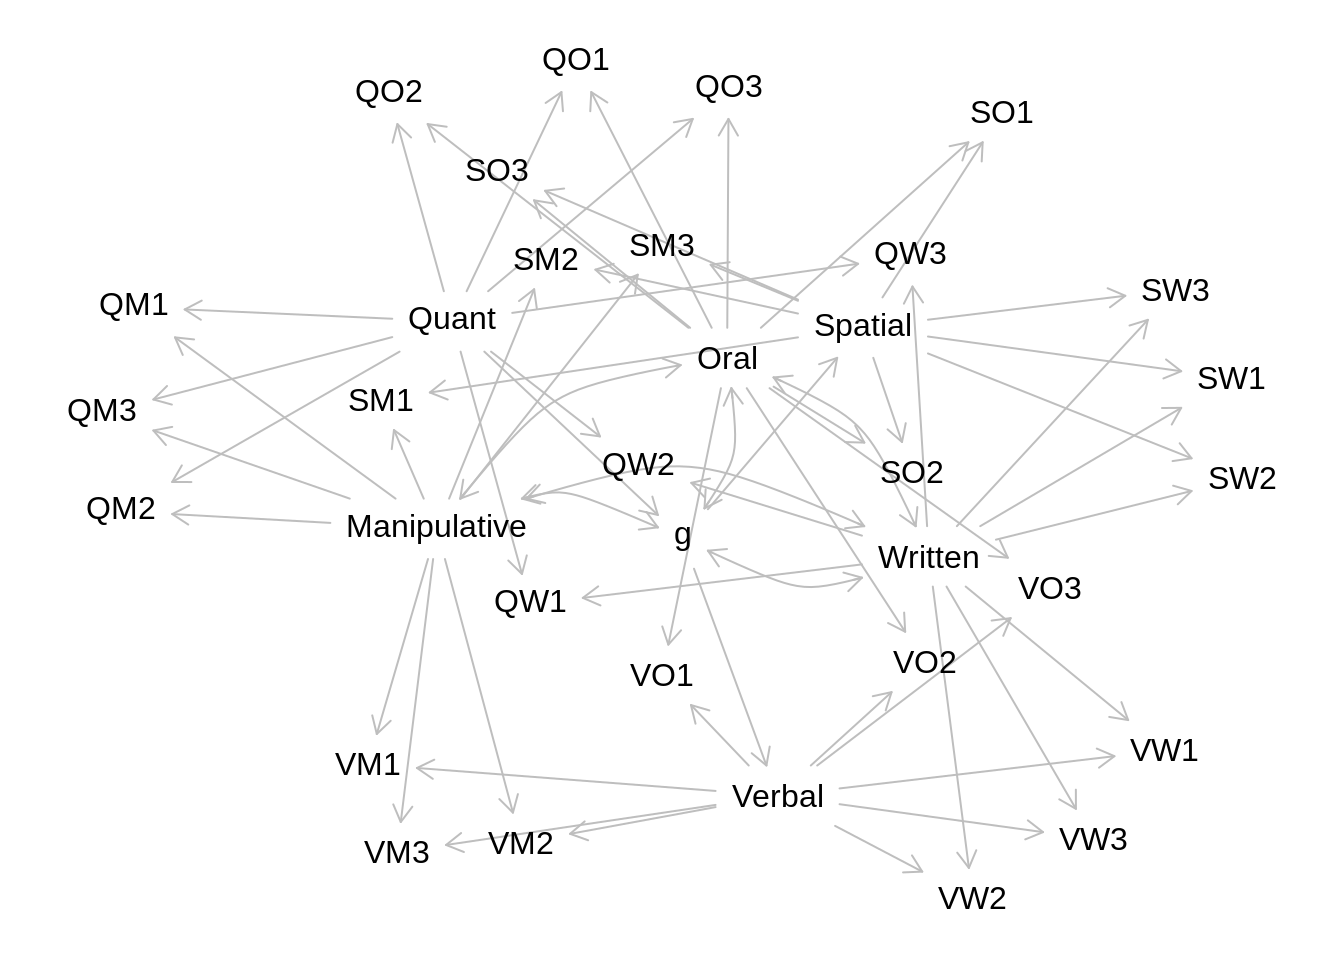 QO1
QO2
QO3
SO1
SO3
SM3
SM2
QW3
SW3
QM1
Quant
Spatial
Oral
SW1
SM1
QM3
QW2
SO2
SW2
QM2
Manipulative
g
Written
VO3
QW1
VO2
VO1
VW1
VM1
Verbal
VW3
VM2
VM3
VW2